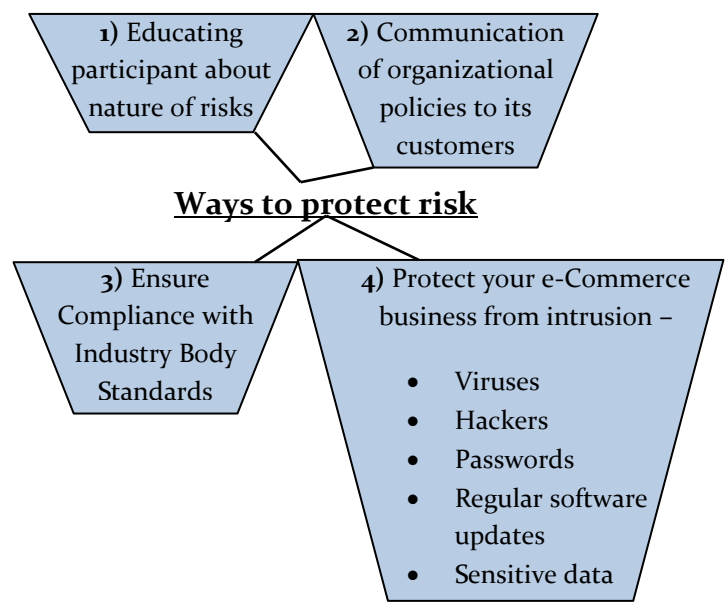 1) Educating
participant about
nature of risks
2) Communication
of organizational
policies to its
customers
Ways to protect risk
3) Ensure
Compliance with
Industry Body
Standards
4) Protect your e-Commerce
business from intrusion –
• Viruses
• Hackers
• Passwords
• Regular software
updates
• Sensitive data